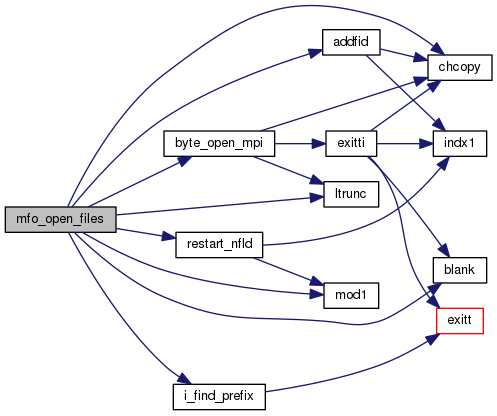 addfid
chcopy
byte_open_mpi
exitti
indx1
ltrunc
mfo_open_files
restart_nfld
blank
mod1
exitt
i_find_prefix